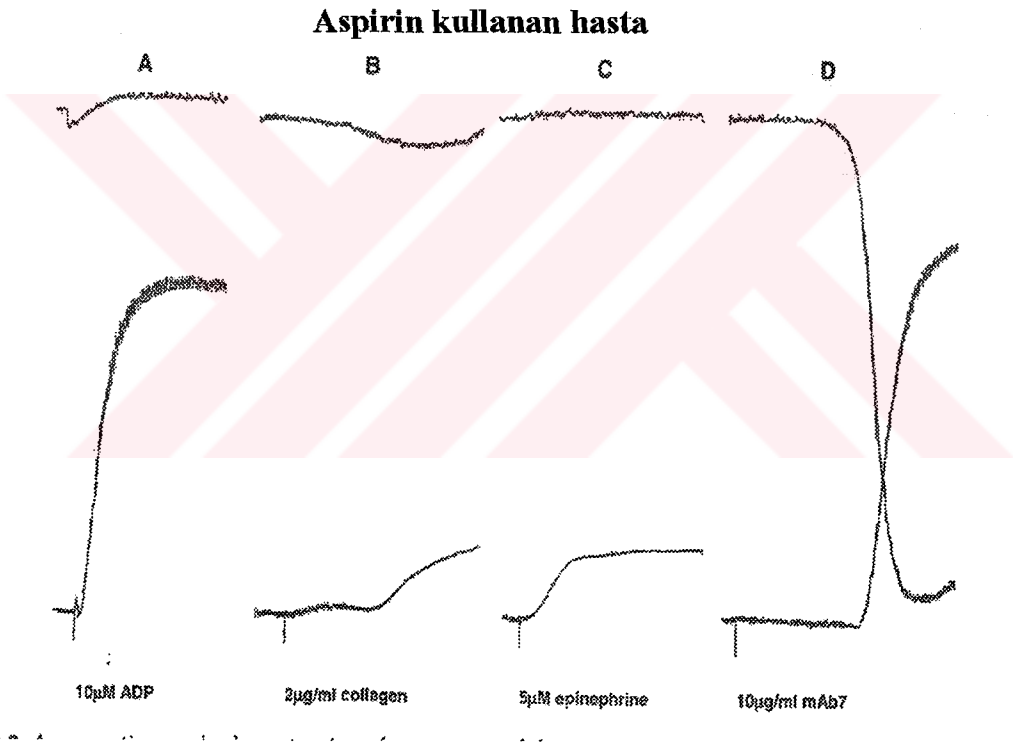 Aspirin kullanan hasta
A B C D
10µM ADP 2µg/ml collagen 5µM epinephrine 10µg/ml mAb7